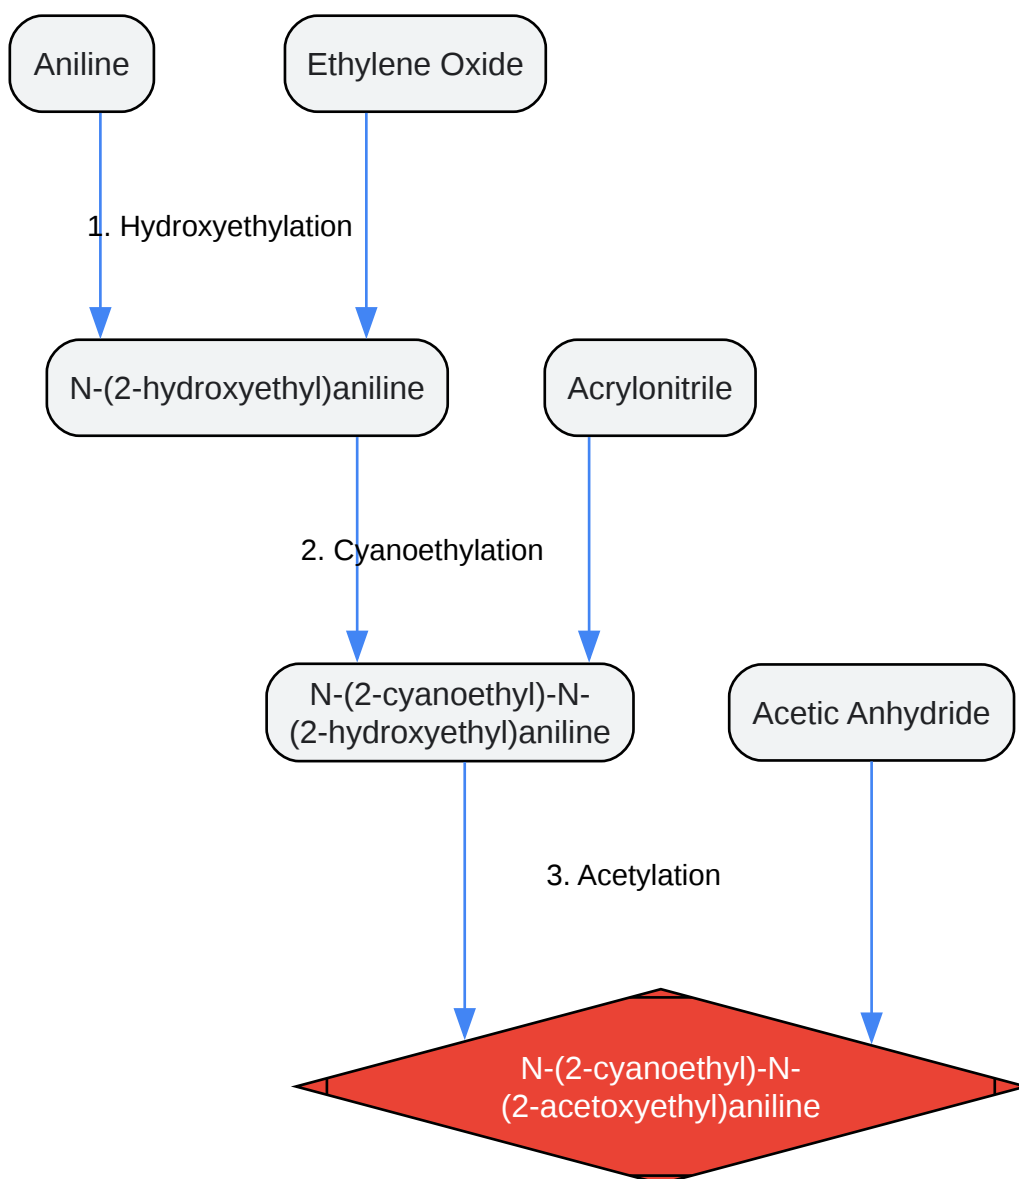 Aniline
Ethylene Oxide
1. Hydroxyethylation
N-(2-hydroxyethyl)aniline
Acrylonitrile
2. Cyanoethylation
N-(2-cyanoethyl)-N-
(2-hydroxyethyl)aniline
Acetic Anhydride
3. Acetylation
N-(2-cyanoethyl)-N-
(2-acetoxyethyl)aniline